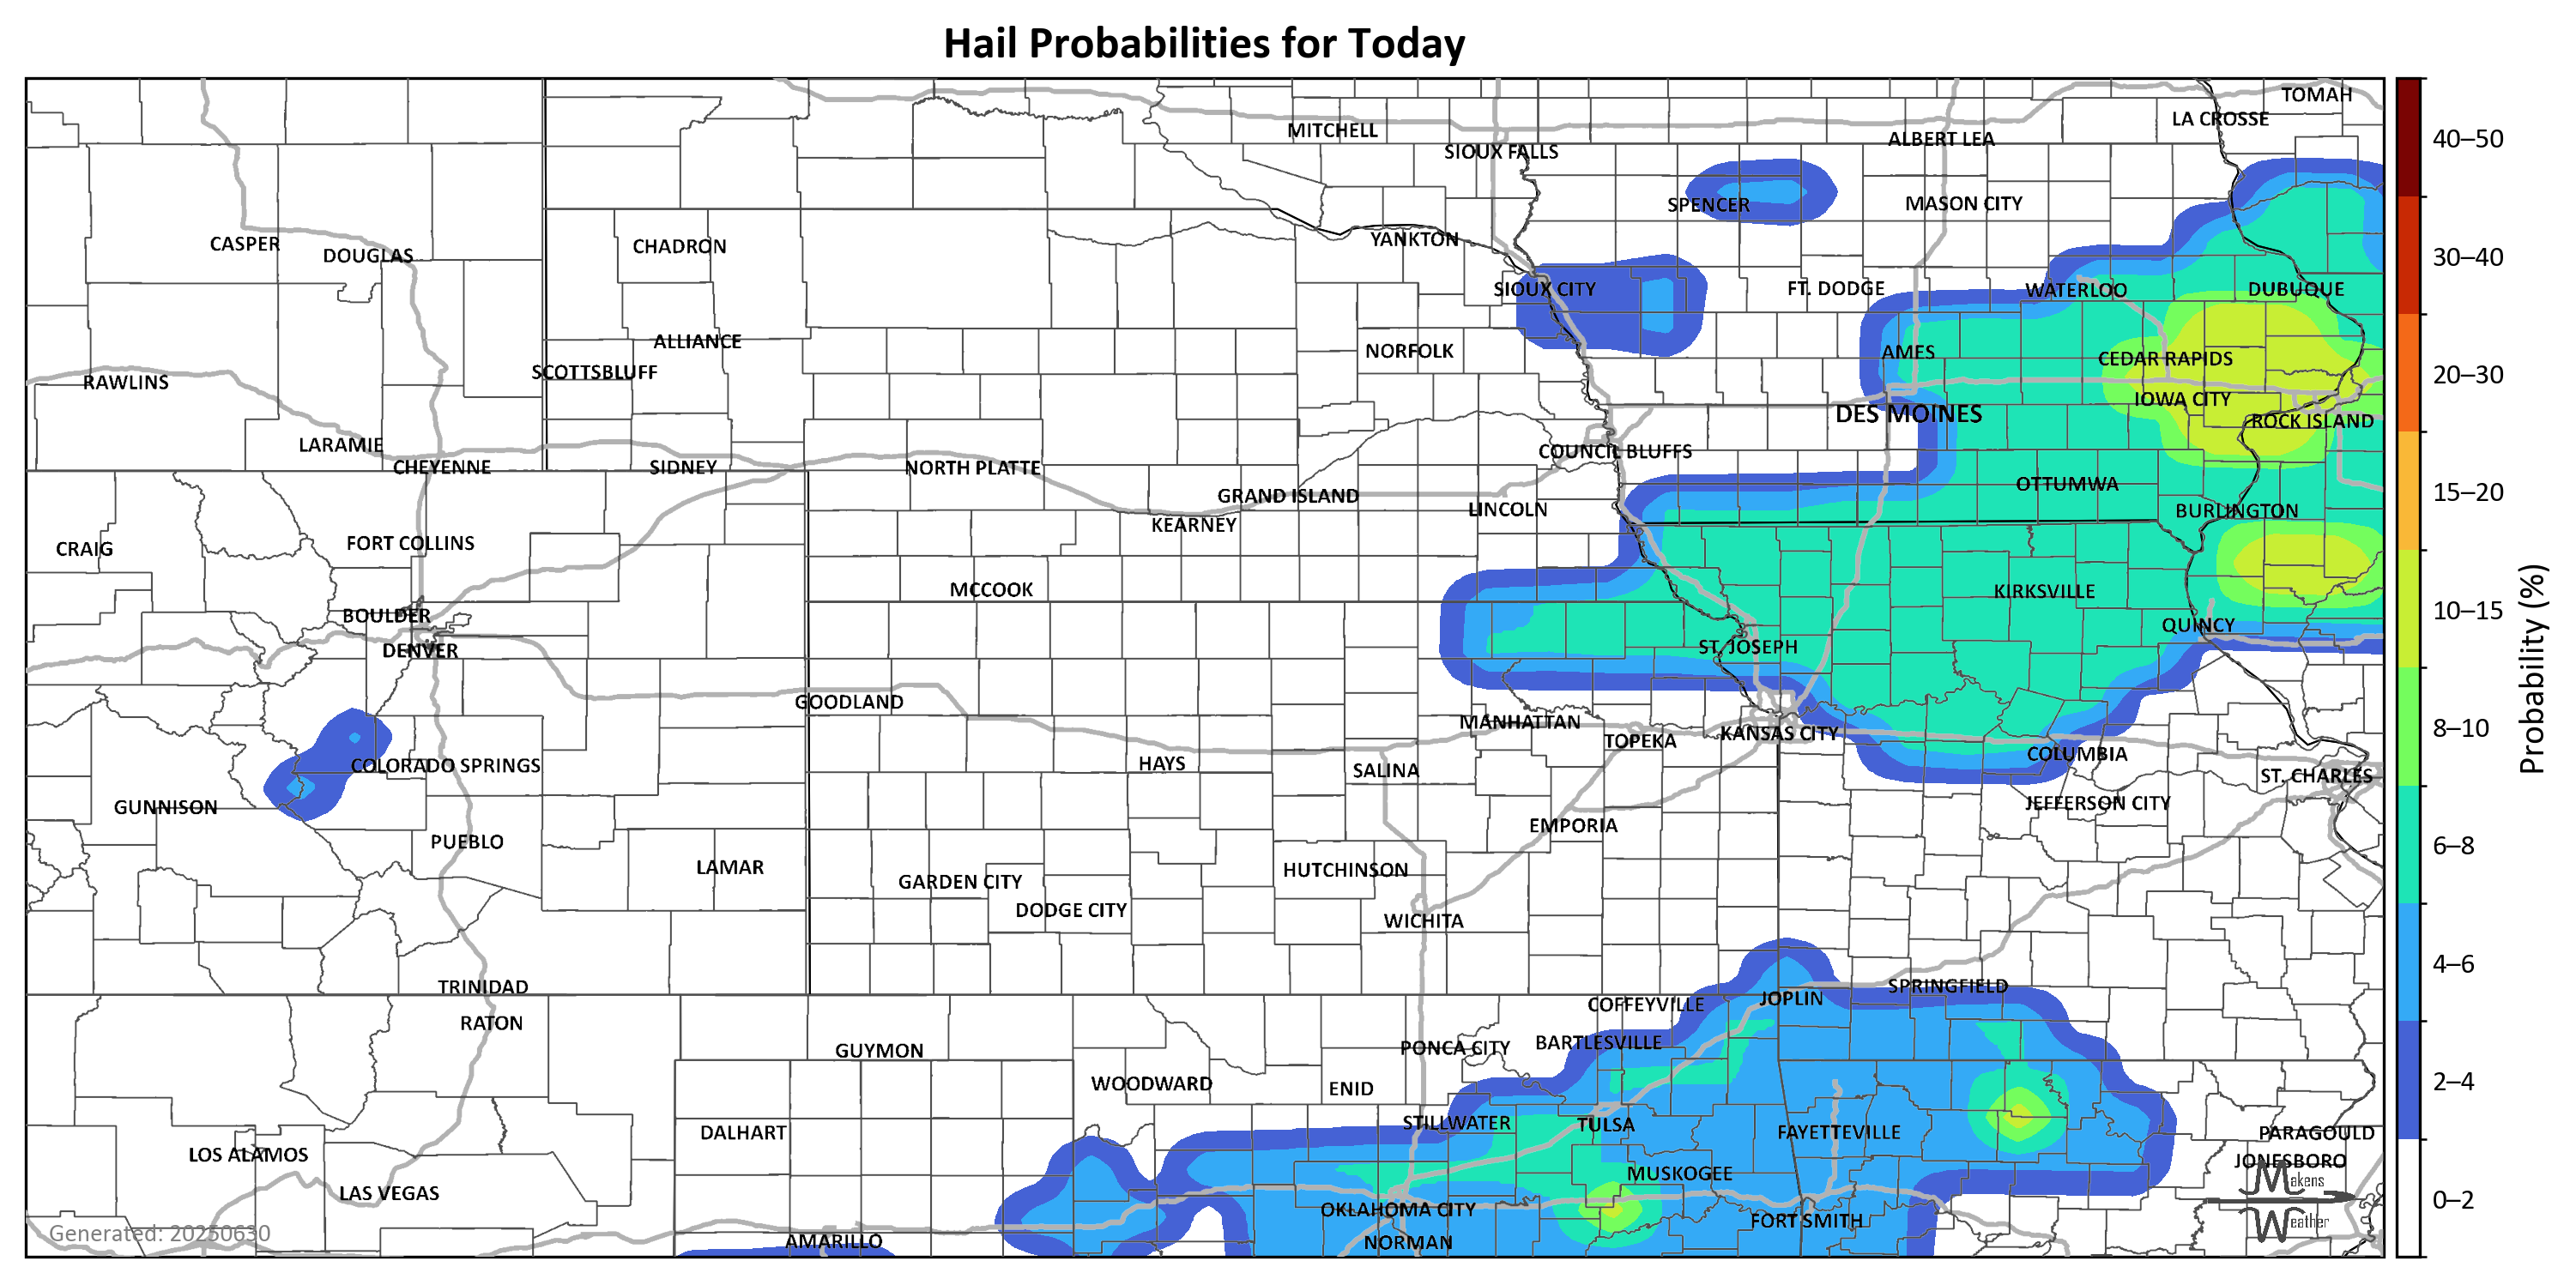 Hail Probabilities for Today
TOMAH
LA CROSSE
MITCHELL
ALBERT LEA
SIOUX FALLS
SPENCER
MASON CITY
YANKTON
CASPER
CHADRON
DOUGLAS
SIOUX CITY
FT. DODGE
WATERLOO
DUBUQUE
ALLIANCE
NORFOLK
AMES
CEDAR RAPIDS
SCOTTSBLUFF
RAWLINS
IOWA CITY
DES MOINES
ROCK ISLAND
LARAMIE
COUNCIL BLUFFS
CHEYENNE
SIDNEY
NORTH PLATTE
OTTUMWA
GRAND ISLAND
LINCOLN
BURLINGTON
KEARNEY
CRAIG
FORT COLLINS
MCCOOK
KIRKSVILLE
BOULDER
QUINCY
DENVER
ST. JOSEPH
GOODLAND
MANHATTAN
TOPEKA
KANSAS CITY
COLUMBIA
COLORADO SPRINGS
HAYS
SALINA
ST. CHARLES
GUNNISON
JEFFERSON CITY
EMPORIA
PUEBLO
LAMAR
HUTCHINSON
GARDEN CITY
DODGE CITY
WICHITA
TRINIDAD
SPRINGFIELD
JOPLIN
COFFEYVILLE
RATON
GUYMON
PONCA CITY
BARTLESVILLE
WOODWARD
ENID
STILLWATER
TULSA
DALHART
FAYETTEVILLE
PARAGOULD
LOS ALAMOS
JONESBORO
MUSKOGEE
LAS VEGAS
OKLAHOMA CITY
FORT SMITH
AMARILLO
NORMAN
Generated: 20250630
Makens
Weather
40–50
30–40
20–30
15–20
10–15
8–10
6–8
4–6
2–4
0–2
Probability (%)